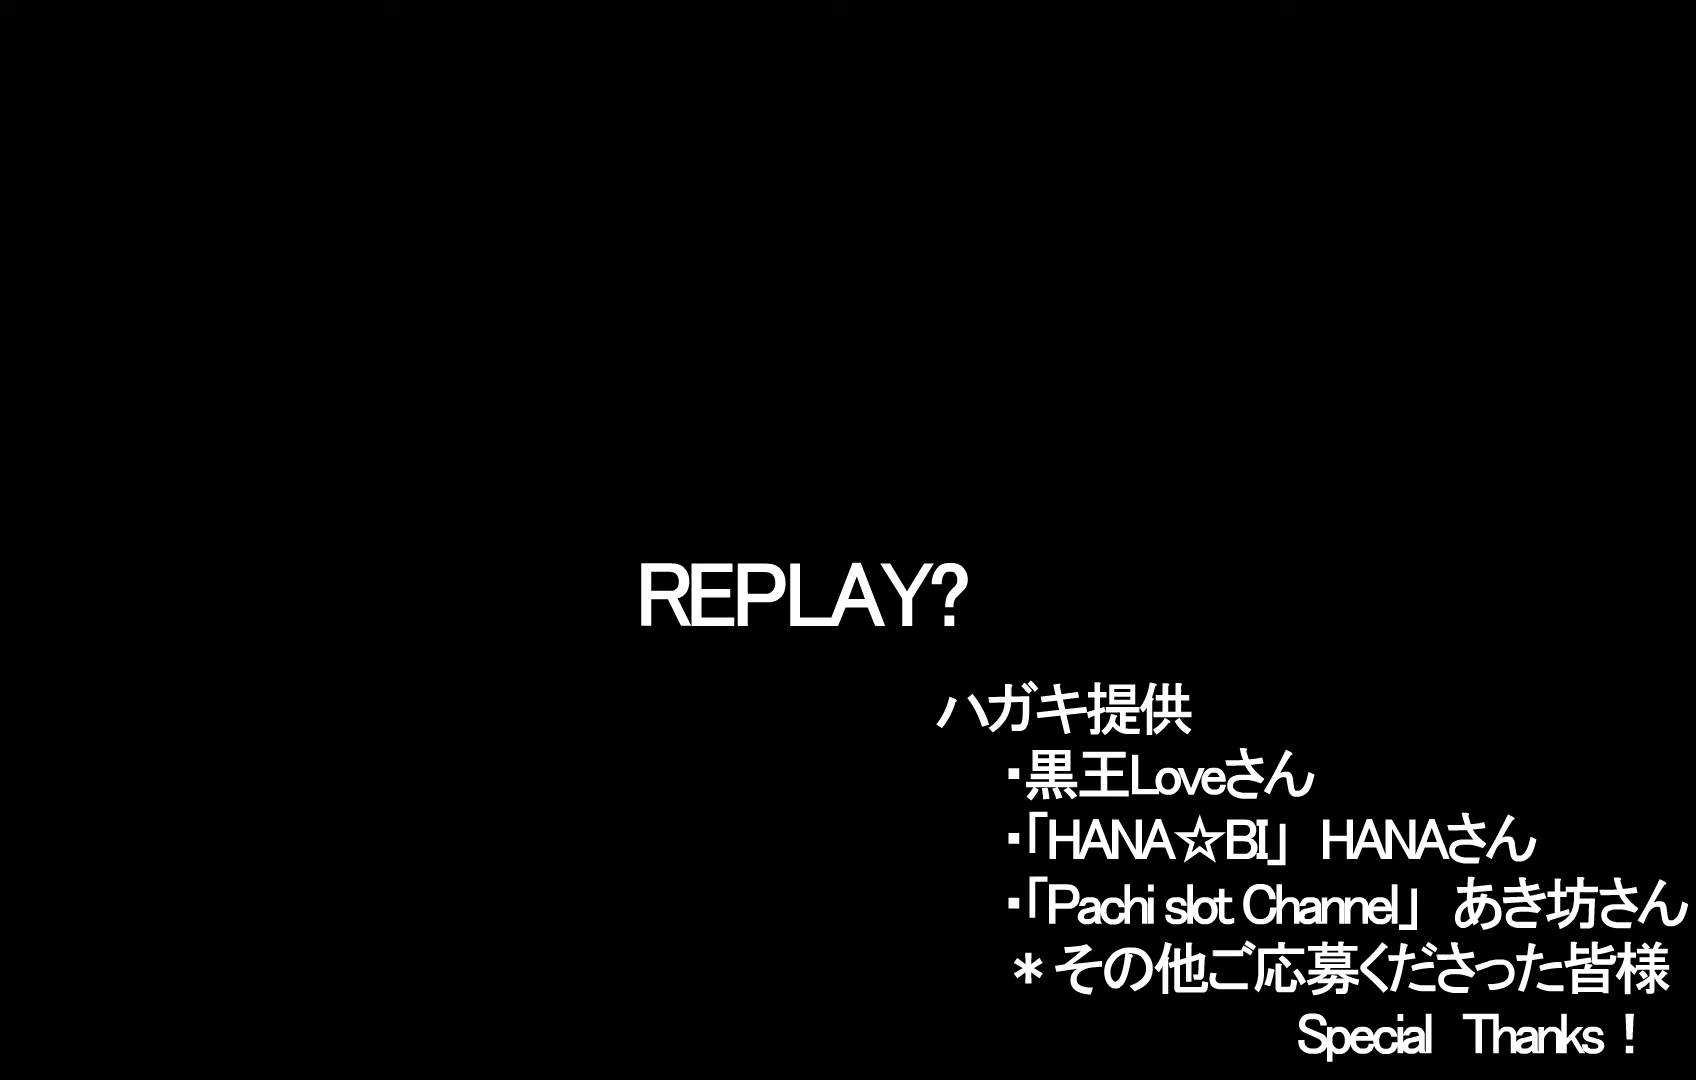 REPLAY?
ハガキ提供
・黒王Loveさん
・「HANA☆BI」 HANAさん
・「Pachi slot Channel」 あき坊さん
＊その他ご応募くださった皆様
Special Thanks！